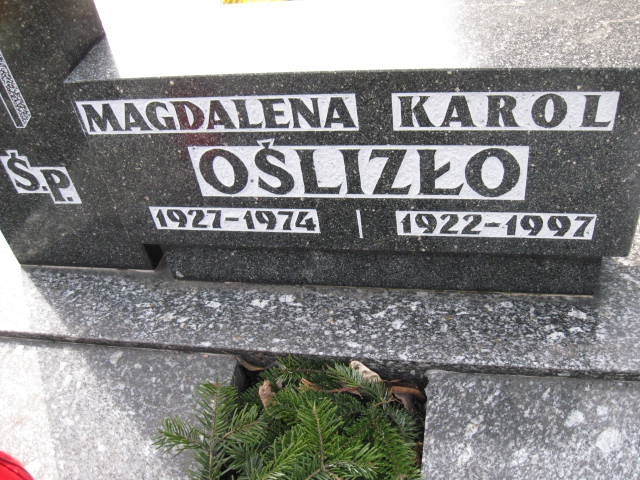 MAGDALENA KAROL
Ś.P. OŚLIZŁO
1927-1974 | 1922-1997